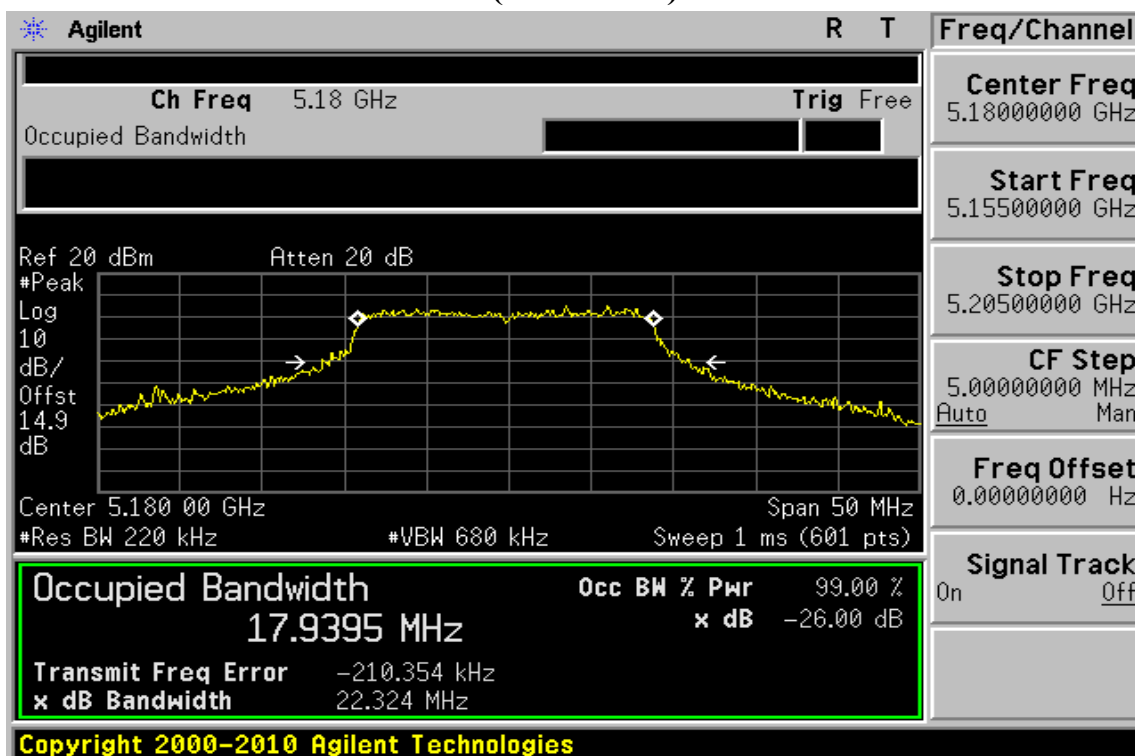 Agilent R T
Freq/Channel
Ch Freq 5.18 GHz Trig Free
Occupied Bandwidth
Center Freq
5.18000000 GHz
Start Freq
5.15500000 GHz
Stop Freq
5.20500000 GHz
CF Step
5.00000000 MHz
Auto Man
Freq Offset
0.00000000 Hz
Signal Track
On Off
Ref 20 dBm Atten 20 dB
#Peak
Log
10
dB/
Offst
14.9
dB
Center 5.180 00 GHz Span 50 MHz
#Res BW 220 kHz #VBW 680 kHz Sweep 1 ms (601 pts)
Occupied Bandwidth
17.9395 MHz
Occ BW % Pwr 99.00 %
x dB -26.00 dB
Transmit Freq Error -210.354 kHz
x dB Bandwidth 22.324 MHz
Copyright 2000-2010 Agilent Technologies